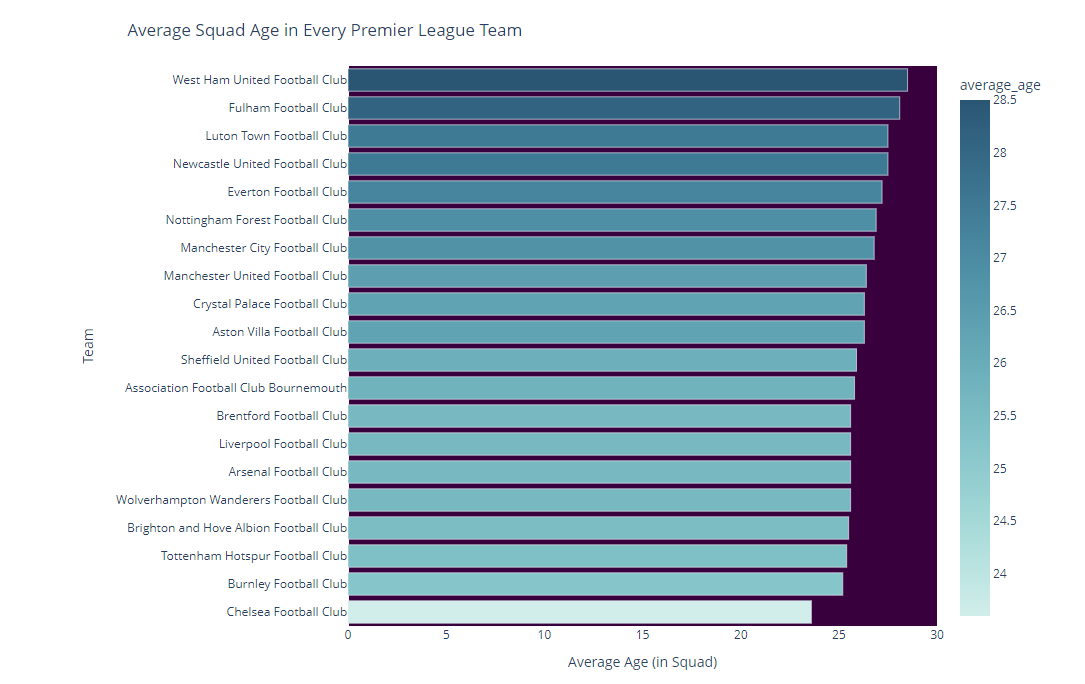 Average Squad Age in Every Premier League Team
average_age
West Ham United Football Club
Fulham Football Club
Luton Town Football Club
Newcastle United Football Club
Everton Football Club
Nottingham Forest Football Club
Manchester City Football Club
Manchester United Football Club
Crystal Palace Football Club
Aston Villa Football Club
Sheffield United Football Club
Association Football Club Bournemouth
Brentford Football Club
Liverpool Football Club
Arsenal Football Club
Wolverhampton Wanderers Football Club
Brighton and Hove Albion Football Club
Tottenham Hotspur Football Club
Burnley Football Club
Chelsea Football Club
Team
0 5 10 15 20 25 30
Average Age (in Squad)
28.5
28
27.5
27
26.5
26
25.5
25
24.5
24